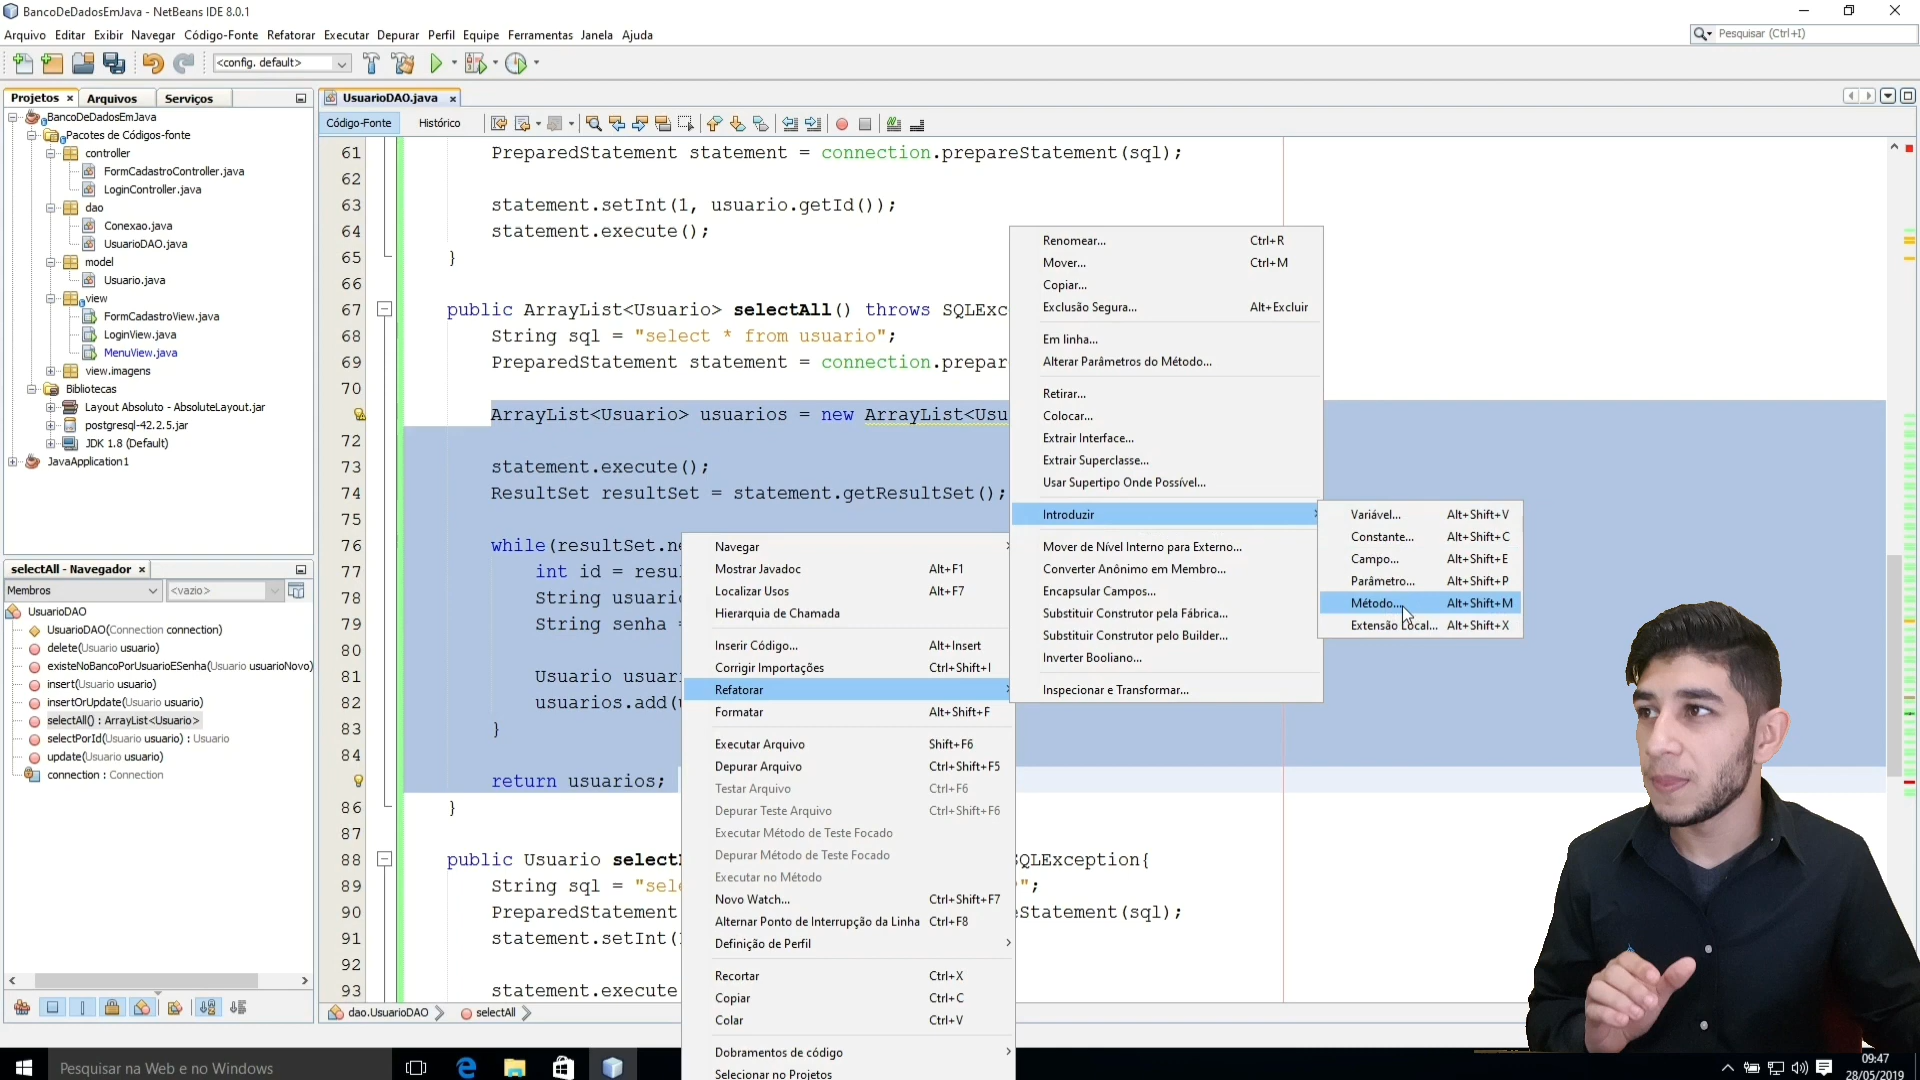 BancoDeDadosEmJava - NetBeans IDE 8.0.1
Arquivo Editar Exibir Navegar Código-Fonte Refatorar Executar Depurar Perfil Equipe Ferramentas Janela Ajuda
Pesquisar (Ctrl+I)
<config. default>
Projetos Arquivos Serviços
UsuarioDAO.java
Código-Fonte Histórico
BancoDeDadosEmJava
Pacotes de Códigos-fonte
controller
FormCadastroController.java
LoginController.java
dao
Conexao.java
UsuarioDAO.java
model
Usuario.java
view
FormCadastroView.java
LoginView.java
MenuView.java
view.imagens
Bibliotecas
Layout Absoluto - AbsoluteLayout.jar
postgresql-42.2.5.jar
JDK 1.8 (Default)
JavaApplication1
selectAll - Navegador
Membros <vazio>
UsuarioDAO
UsuarioDAO(Connection connection)
delete(Usuario usuario)
existeNoBancoPorUsuarioESenha(Usuario usuarioNovo)
insert(Usuario usuario)
insertOrUpdate(Usuario usuario)
selectAll() : ArrayList<Usuario>
selectPorId(Usuario usuario) : Usuario
update(Usuario usuario)
connection : Connection
61 PreparedStatement statement = connection.prepareStatement(sql);
62
63 statement.setInt(1, usuario.getId());
64 statement.execute();
65 }
66
67 public ArrayList<Usuario> selectAll() throws SQLExc
68 String sql = "select * from usuario";
69 PreparedStatement statement = connection.prepar
70
ArrayList<Usuario> usuarios = new ArrayList<Usu
72
73 statement.execute();
74 ResultSet resultSet = statement.getResultSet();
75
76 while(resultSet.ne
77 int id = resul
78 String usuario
79 String senha =
80
81 Usuario usuar
82 usuarios.add(u
83 }
84
return usuarios;
86 }
87
88 public Usuario select SQLException{
89 String sql = "sele ";
90 PreparedStatement eStatement(sql);
91 statement.setInt(
92
93 statement.execute
dao.UsuarioDAO selectAll
Navegar
Mostrar Javadoc Alt+F1
Localizar Usos Alt+F7
Hierarquia de Chamada
Inserir Código... Alt+Insert
Corrigir Importações Ctrl+Shift+I
Refatorar
Formatar Alt+Shift+F
Executar Arquivo Shift+F6
Depurar Arquivo Ctrl+Shift+F5
Testar Arquivo Ctrl+F6
Depurar Teste Arquivo Ctrl+Shift+F6
Executar Método de Teste Focado
Depurar Método de Teste Focado
Executar no Método
Novo Watch... Ctrl+Shift+F7
Alternar Ponto de Interrupção da Linha Ctrl+F8
Definição de Perfil
Recortar Ctrl+X
Copiar Ctrl+C
Colar Ctrl+V
Dobramentos de código
Selecionar no Projetos
Renomear... Ctrl+R
Mover... Ctrl+M
Copiar...
Exclusão Segura... Alt+Excluir
Em linha...
Alterar Parâmetros do Método...
Retirar...
Colocar...
Extrair Interface...
Extrair Superclasse...
Usar Supertipo Onde Possível...
Introduzir
Mover de Nível Interno para Externo...
Converter Anônimo em Membro...
Encapsular Campos...
Substituir Construtor pela Fábrica...
Substituir Construtor pelo Builder...
Inverter Booliano...
Inspecionar e Transformar...
Variável... Alt+Shift+V
Constante... Alt+Shift+C
Campo... Alt+Shift+E
Parâmetro... Alt+Shift+P
Método... Alt+Shift+M
Extensão Local... Alt+Shift+X
Pesquisar na Web e no Windows
09:47
28/05/2019